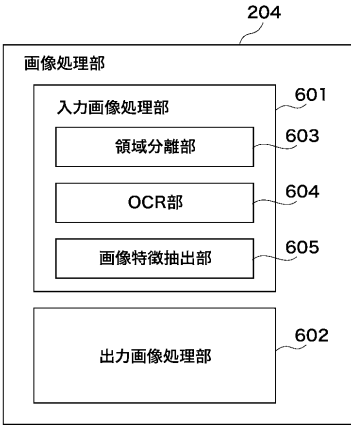 204
画像処理部
601
入力画像処理部
領域分離部
603
OCR部
604
画像特徴抽出部
605
出力画像処理部
602